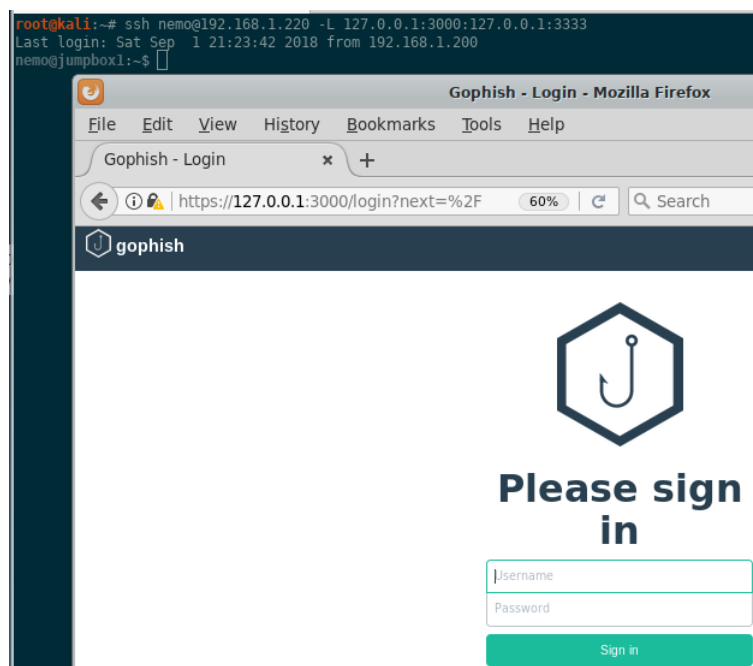 root@kali:~# ssh nemo@192.168.1.220 -L 127.0.0.1:3000:127.0.0.1:3333
Last login: Sat Sep  1 21:23:42 2018 from 192.168.1.200
nemo@jumpbox1:~$
Gophish - Login - Mozilla Firefox
File Edit View History Bookmarks Tools Help
Gophish - Login × +
https://127.0.0.1:3000/login?next=%2F 60% Search
gophish
Please sign
in
Username
Password
Sign in